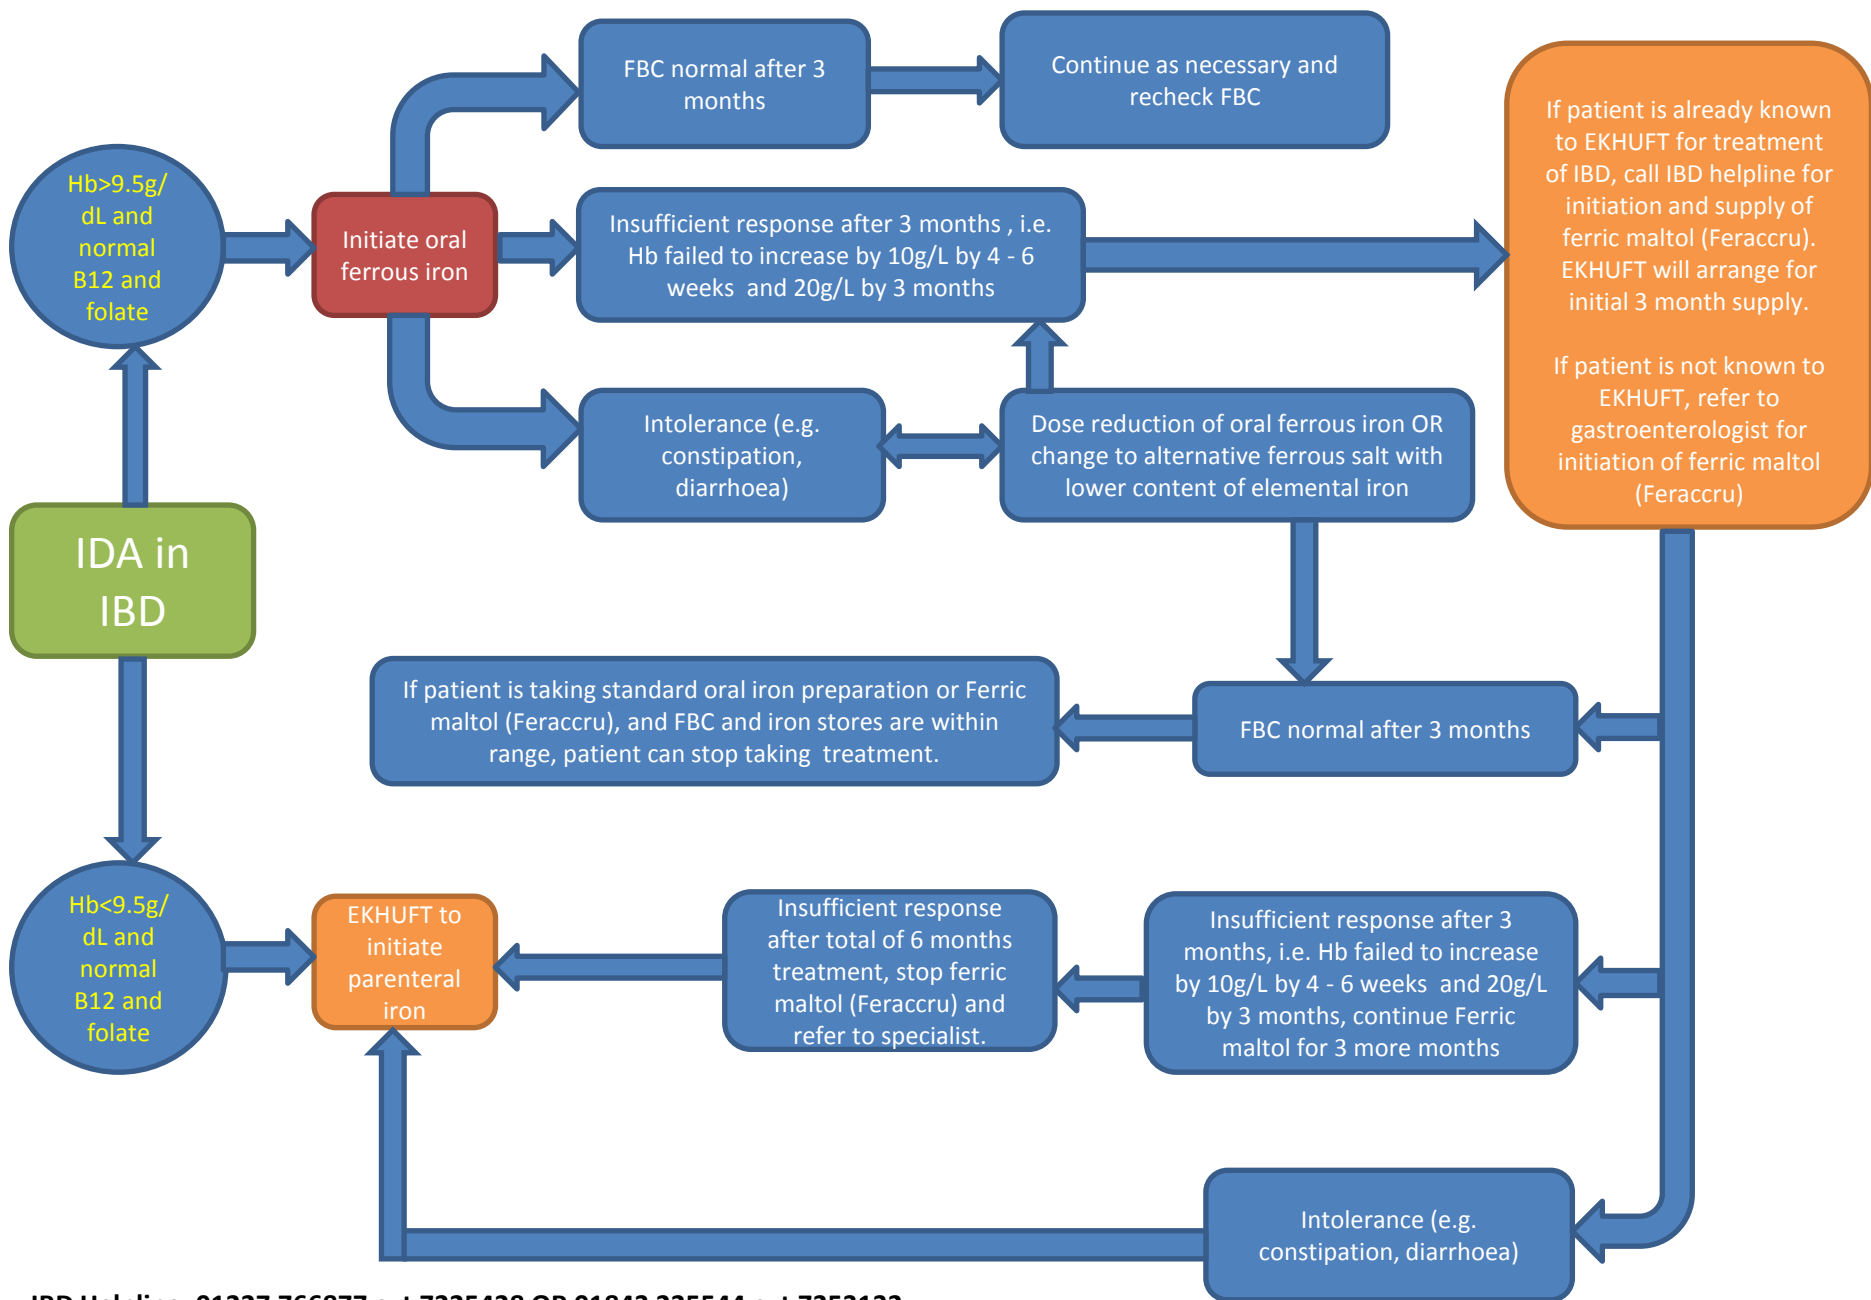 FBC normal after 3
months
Continue as necessary and
recheck FBC
If patient is already known
to EKHUFT for treatment
of IBD, call IBD helpline for
initiation and supply of
ferric maltol (Feraccru).
EKHUFT will arrange for
initial 3 month supply.
If patient is not known to
EKHUFT, refer to
gastroenterologist for
initiation of ferric maltol
(Feraccru)
Hb>9.5g/
dL and
normal
B12 and
folate
Initiate oral
ferrous iron
Insufficient response after 3 months , i.e.
Hb failed to increase by 10g/L by 4 - 6
weeks and 20g/L by 3 months
Intolerance (e.g.
constipation,
diarrhoea)
Dose reduction of oral ferrous iron OR
change to alternative ferrous salt with
lower content of elemental iron
IDA in
IBD
If patient is taking standard oral iron preparation or Ferric
maltol (Feraccru), and FBC and iron stores are within
range, patient can stop taking treatment.
FBC normal after 3 months
Hb<9.5g/
dL and
normal
B12 and
folate
EKHUFT to
initiate
parenteral
iron
Insufficient response
after total of 6 months
treatment, stop ferric
maltol (Feraccru) and
refer to specialist.
Insufficient response after 3
months, i.e. Hb failed to increase
by 10g/L by 4 - 6 weeks and 20g/L
by 3 months, continue Ferric
maltol for 3 more months
Intolerance (e.g.
constipation, diarrhoea)